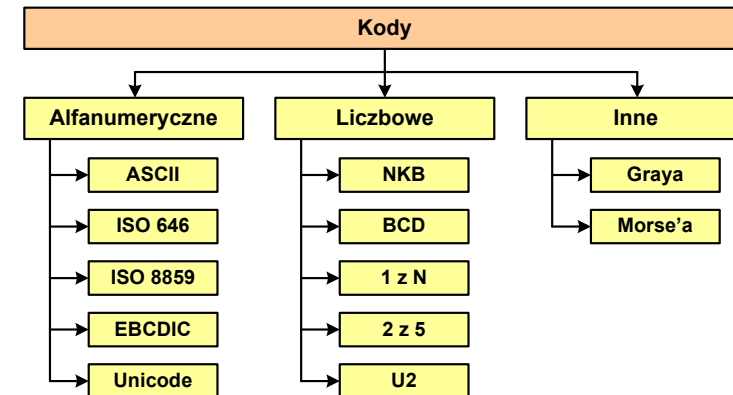 Kody
Alfanumeryczne
ASCII
ISO 646
ISO 8859
EBCDIC
Unicode
Liczbowe
NKB
BCD
1 z N
2 z 5
U2
Inne
Graya
Morse’a